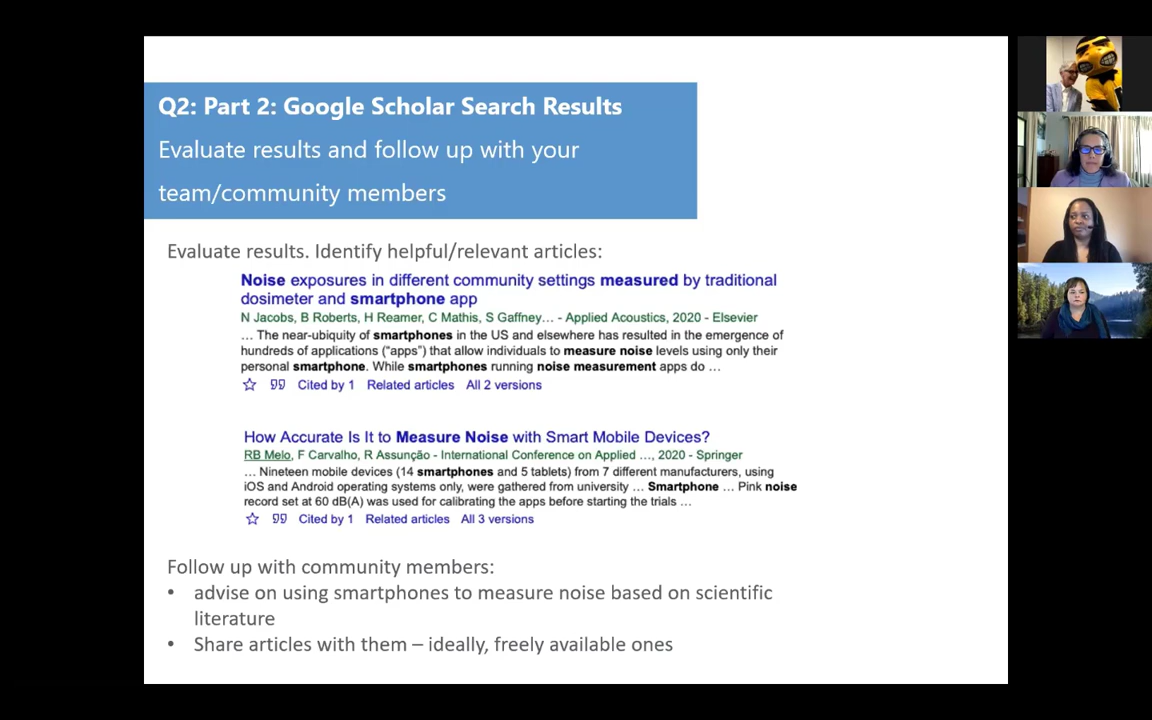 Q2: Part 2: Google Scholar Search Results
Evaluate results and follow up with your
team/community members
Evaluate results. Identify helpful/relevant articles:
Noise exposures in different community settings measured by traditional
dosimeter and smartphone app
N Jacobs, B Roberts, H Reamer, C Mathis, S Gaffney… - Applied Acoustics, 2020 - Elsevier
… The near-ubiquity of smartphones in the US and elsewhere has resulted in the emergence of
hundreds of applications (“apps”) that allow individuals to measure noise levels using only their
personal smartphone. While smartphones running noise measurement apps do …
Cited by 1 Related articles All 2 versions
How Accurate Is It to Measure Noise with Smart Mobile Devices?
RB Melo, F Carvalho, R Assunção - International Conference on Applied …, 2020 - Springer
… Nineteen mobile devices (14 smartphones and 5 tablets) from 7 different manufacturers, using
iOS and Android operating systems only, were gathered from university … Smartphone … Pink noise
record set at 60 dB(A) was used for calibrating the apps before starting the trials …
Cited by 1 Related articles All 3 versions
Follow up with community members:
• advise on using smartphones to measure noise based on scientific
literature
• Share articles with them – ideally, freely available ones